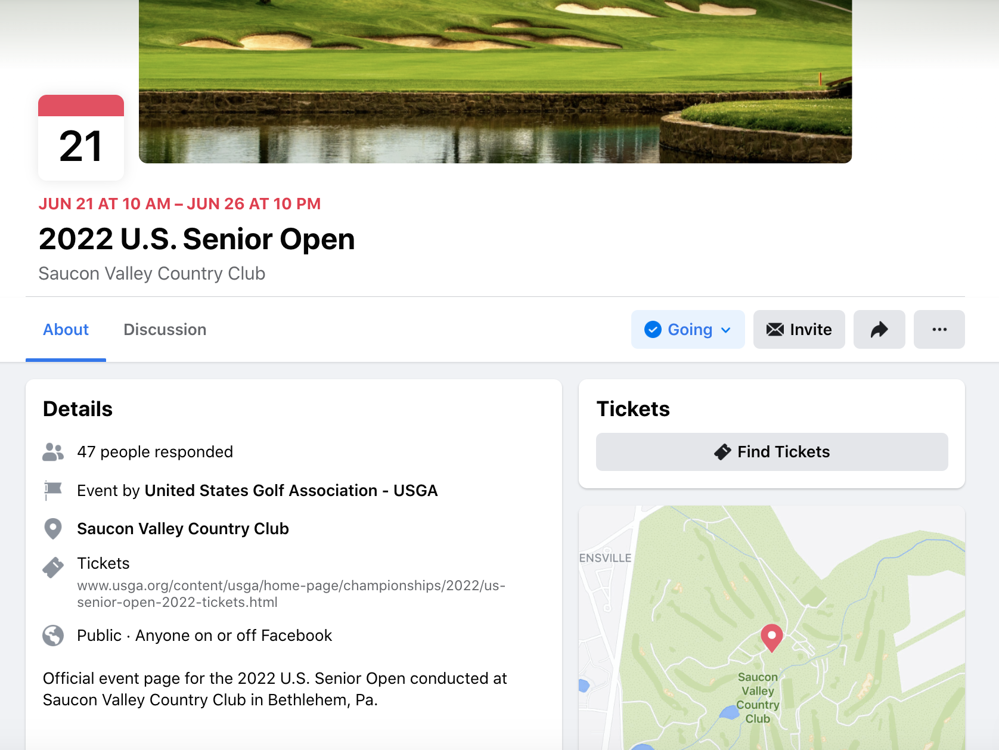 21
JUN 21 AT 10 AM – JUN 26 AT 10 PM
2022 U.S. Senior Open
Saucon Valley Country Club
About
Discussion
Going
Invite
Details
47 people responded
Event by United States Golf Association - USGA
Saucon Valley Country Club
Tickets
www.usga.org/content/usga/home-page/championships/2022/us-
senior-open-2022-tickets.html
Public · Anyone on or off Facebook
Official event page for the 2022 U.S. Senior Open conducted at
Saucon Valley Country Club in Bethlehem, Pa.
Tickets
Find Tickets
ENSVILLE
Saucon
Valley
Country
Club